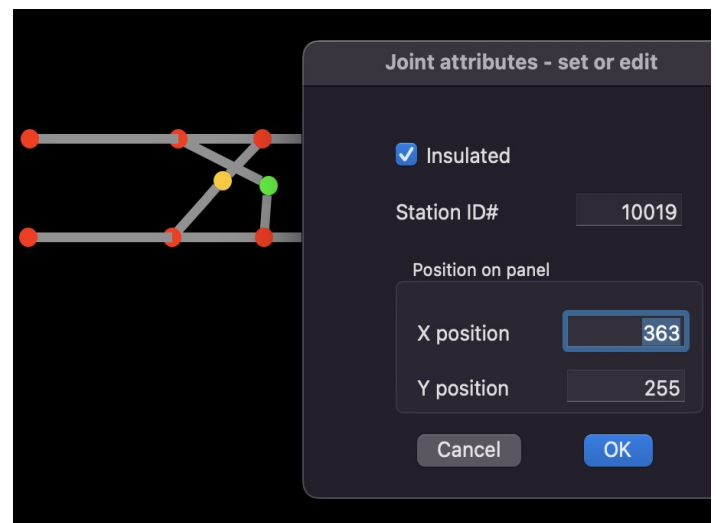 Joint attributes - set or edit
Insulated
Station ID# 10019
Position on panel
X position 363
Y position 255
Cancel OK